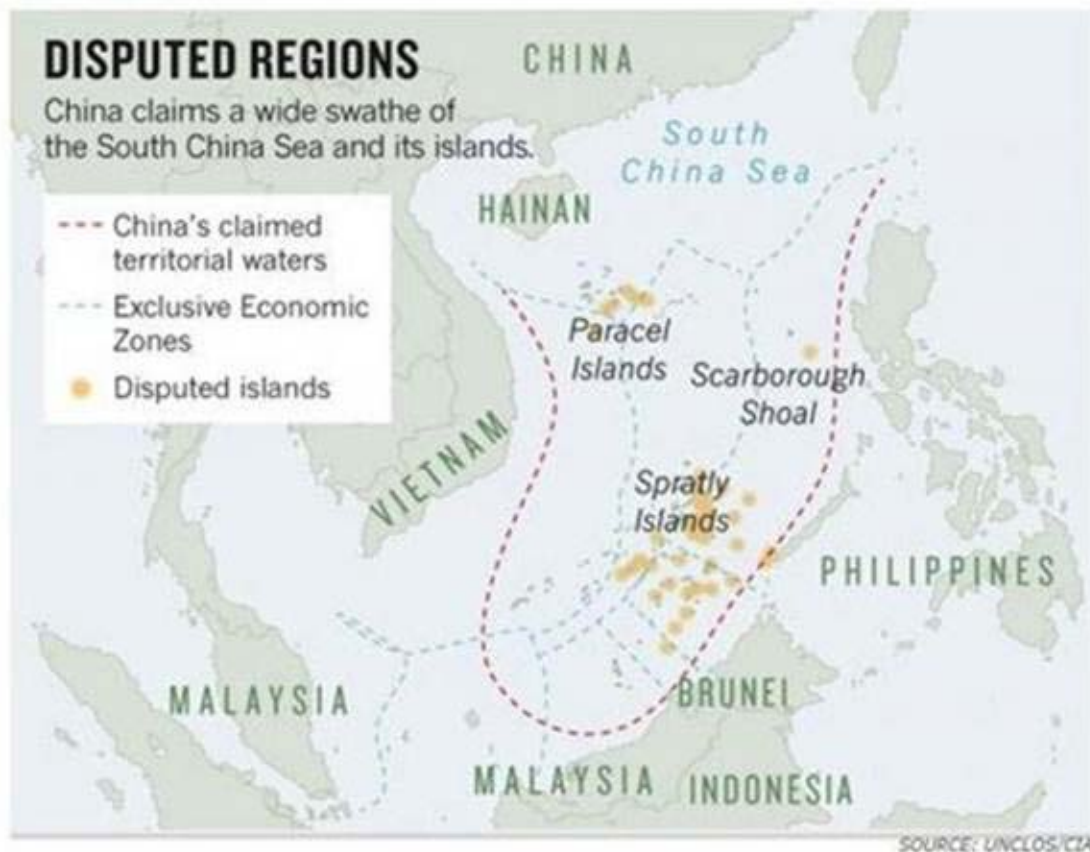 DISPUTED REGIONS
China claims a wide swathe of
the South China Sea and its islands.
China's claimed
territorial waters
Exclusive Economic
Zones
Disputed islands
CHINA
South
China Sea
HAINAN
Paracel
Islands
Scarborough
Shoal
VIETNAM
Spratly
Islands
PHILIPPINES
MALAYSIA
BRUNEI
MALAYSIA
INDONESIA
SOURCE: UNCLOS/CIA